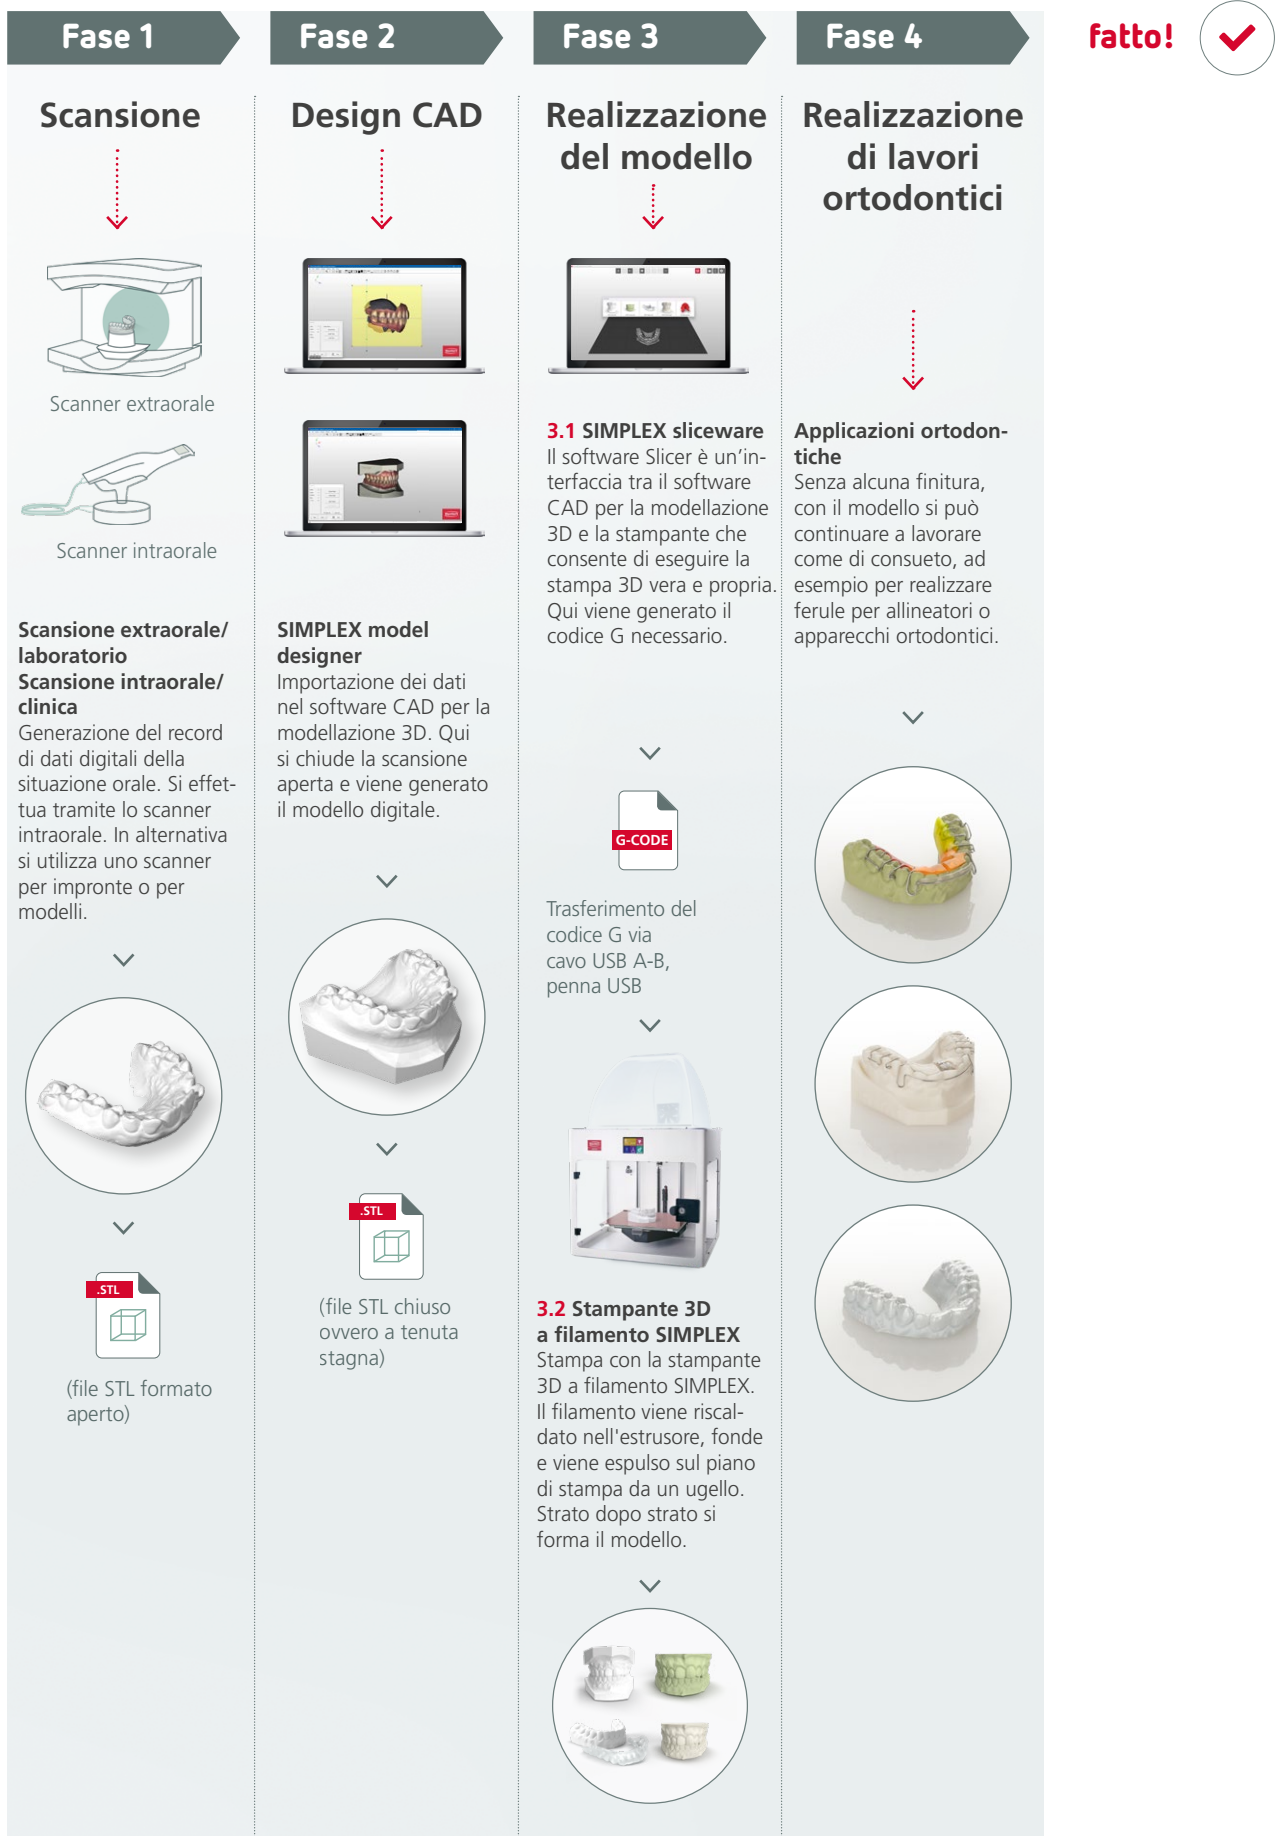 Fase 1
Fase 2
Fase 3
Fase 4
fatto!
Scansione
Scanner extraorale
Scanner intraorale
Scansione extraorale/
laboratorio
Scansione intraorale/
clinica
Generazione del record
di dati digitali della
situazione orale. Si effet-
tua tramite lo scanner
intraorale. In alternativa
si utilizza uno scanner
per impronte o per
modelli.
.STL
(file STL formato
aperto)
Design CAD
SIMPLEX model
designer
Importazione dei dati
nel software CAD per la
modellazione 3D. Qui
si chiude la scansione
aperta e viene generato
il modello digitale.
.STL
(file STL chiuso
ovvero a tenuta
stagna)
Realizzazione
del modello
3.1 SIMPLEX sliceware
Il software Slicer è un’in-
terfaccia tra il software
CAD per la modellazione
3D e la stampante che
consente di eseguire la
stampa 3D vera e propria.
Qui viene generato il
codice G necessario.
G-CODE
Trasferimento del
codice G via
cavo USB A-B,
penna USB
3.2 Stampante 3D
a filamento SIMPLEX
Stampa con la stampante
3D a filamento SIMPLEX.
Il filamento viene riscal-
dato nell'estrusore, fonde
e viene espulso sul piano
di stampa da un ugello.
Strato dopo strato si
forma il modello.
Realizzazione
di lavori
ortodontici
Applicazioni ortodon-
tiche
Senza alcuna finitura,
con il modello si può
continuare a lavorare
come di consueto, ad
esempio per realizzare
ferule per allineatori o
apparecchi ortodontici.